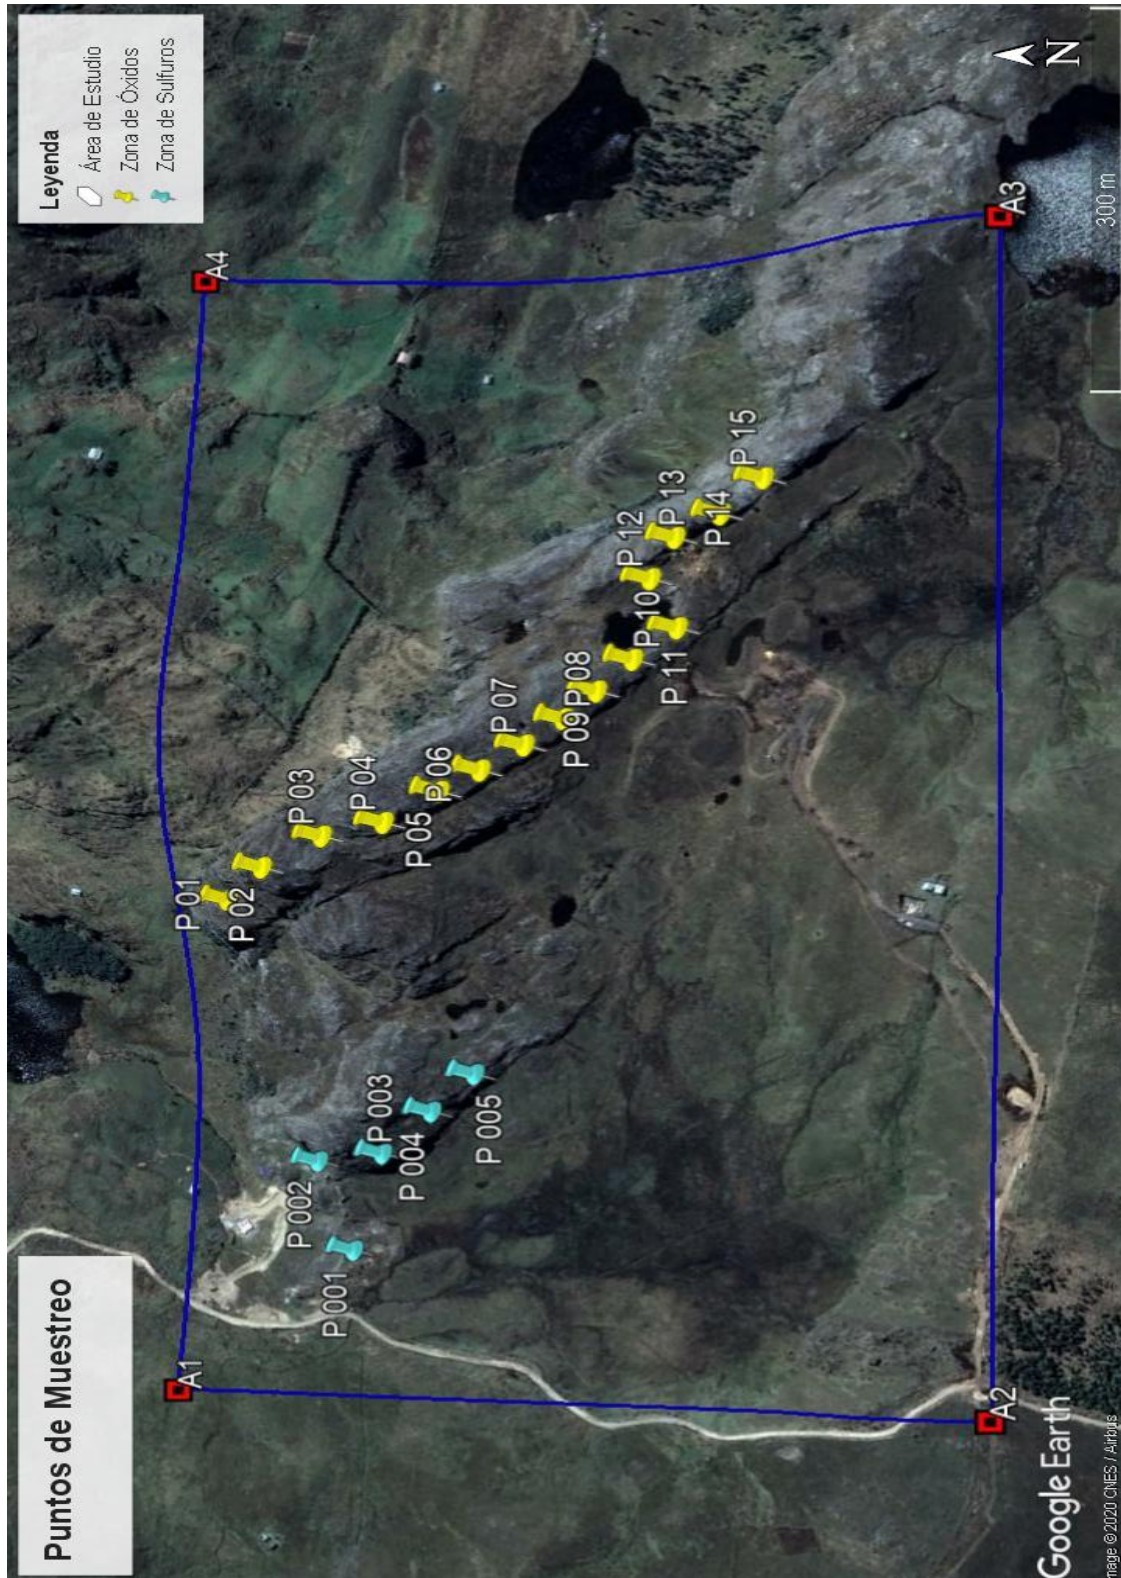 Puntos de Muestreo
Leyenda
Área de Estudio
Zona de Óxidos
Zona de Sulfuros
A1
A4
P 01
P 02
P 03
P 04
P 05
P 06
P 07
P 09
P 08
P 10
P 11
P 12
P 13
P 14
P 15
P 001
P 002
P 003
P 004
P 005
A2
A3
N
Google Earth
300 m
Image © 2020 CNES / Airbus